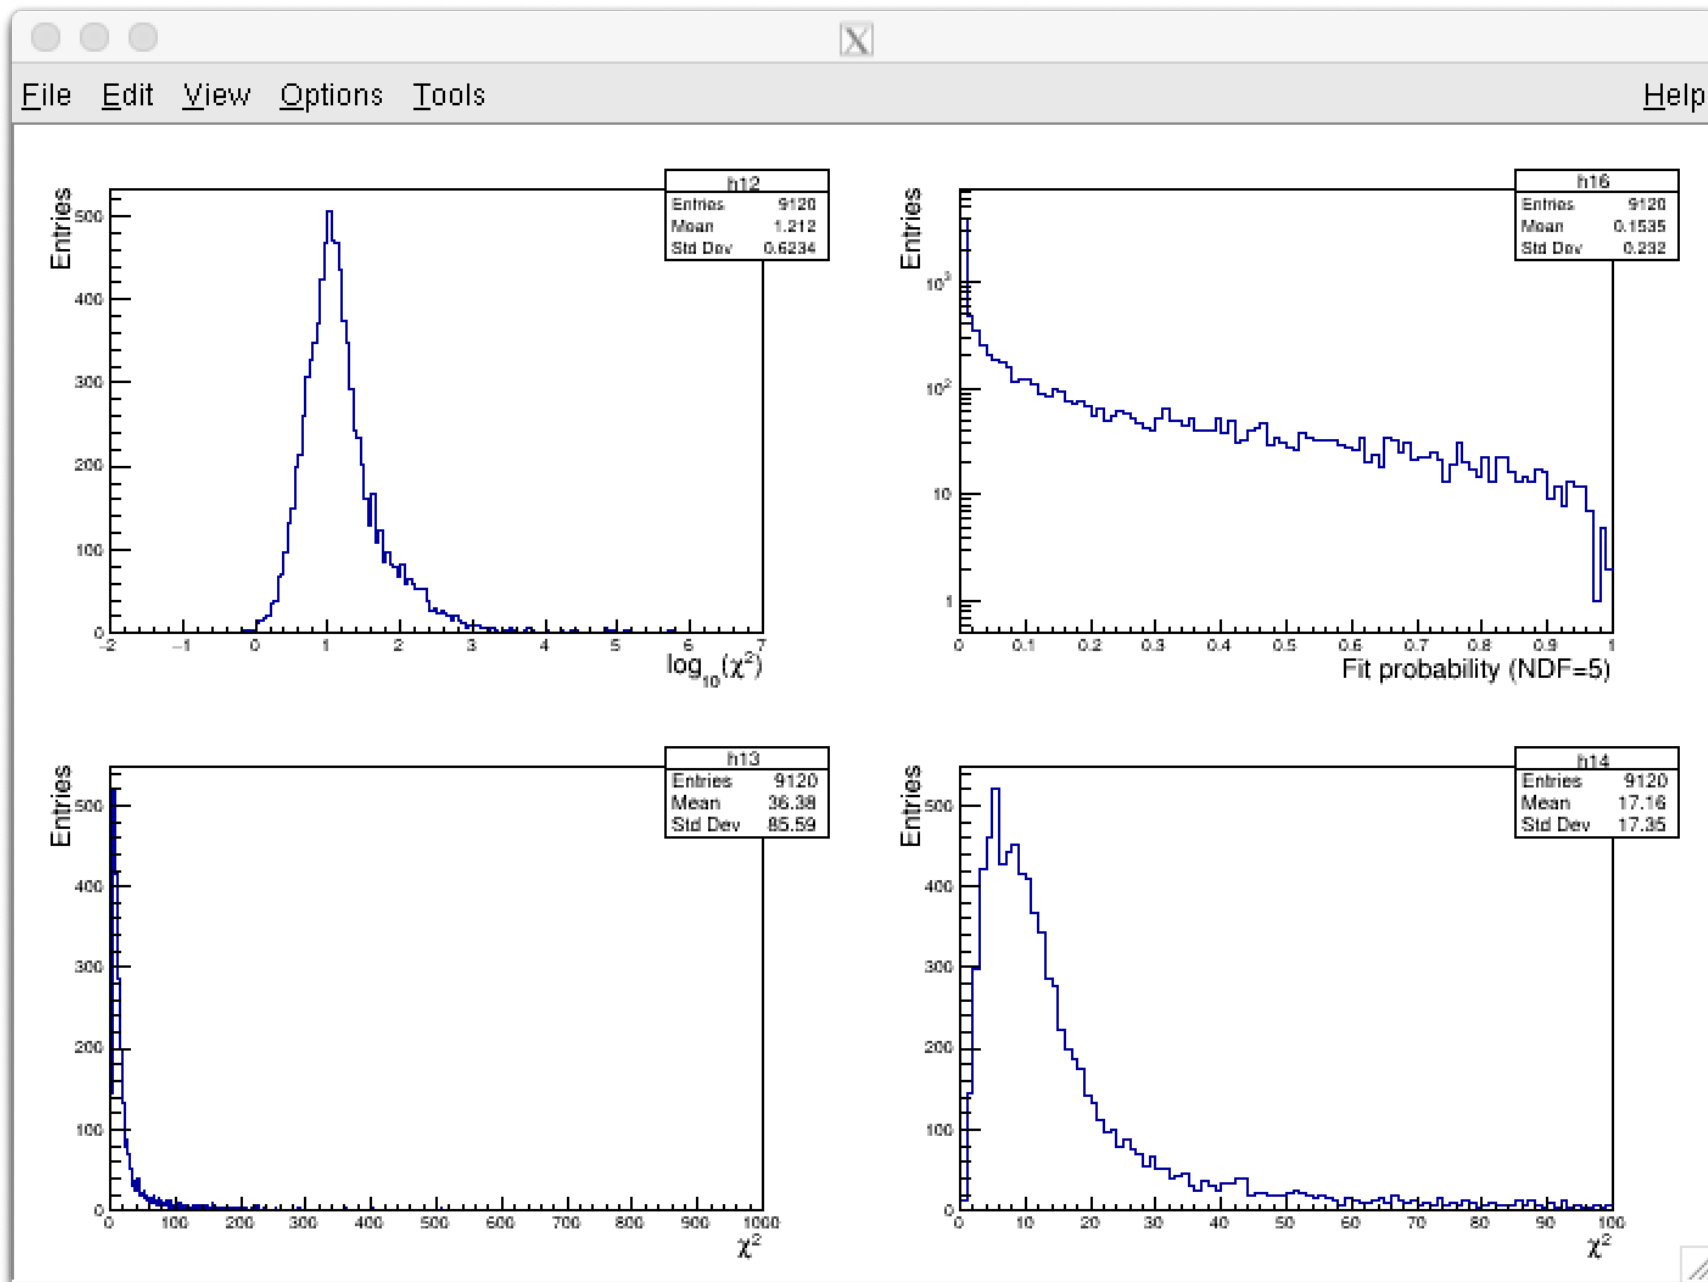 File Edit View Options Tools Help
h12
Entries 9120
Mean 1.212
Std Dev 0.6234
Entries
500
400
300
200
100
0
−2 −1 0 1 2 3 4 5 6 7
log10(χ2)
h16
Entries 9120
Mean 0.1535
Std Dev 0.232
Entries
10^3
10^2
10
1
0 0.1 0.2 0.3 0.4 0.5 0.6 0.7 0.8 0.9 1
Fit probability (NDF=5)
h13
Entries 9120
Mean 36.38
Std Dev 85.59
Entries
500
400
300
200
100
0
0 100 200 300 400 500 600 700 800 900 1000
χ2
h14
Entries 9120
Mean 17.16
Std Dev 17.35
Entries
500
400
300
200
100
0
0 10 20 30 40 50 60 70 80 90 100
χ2